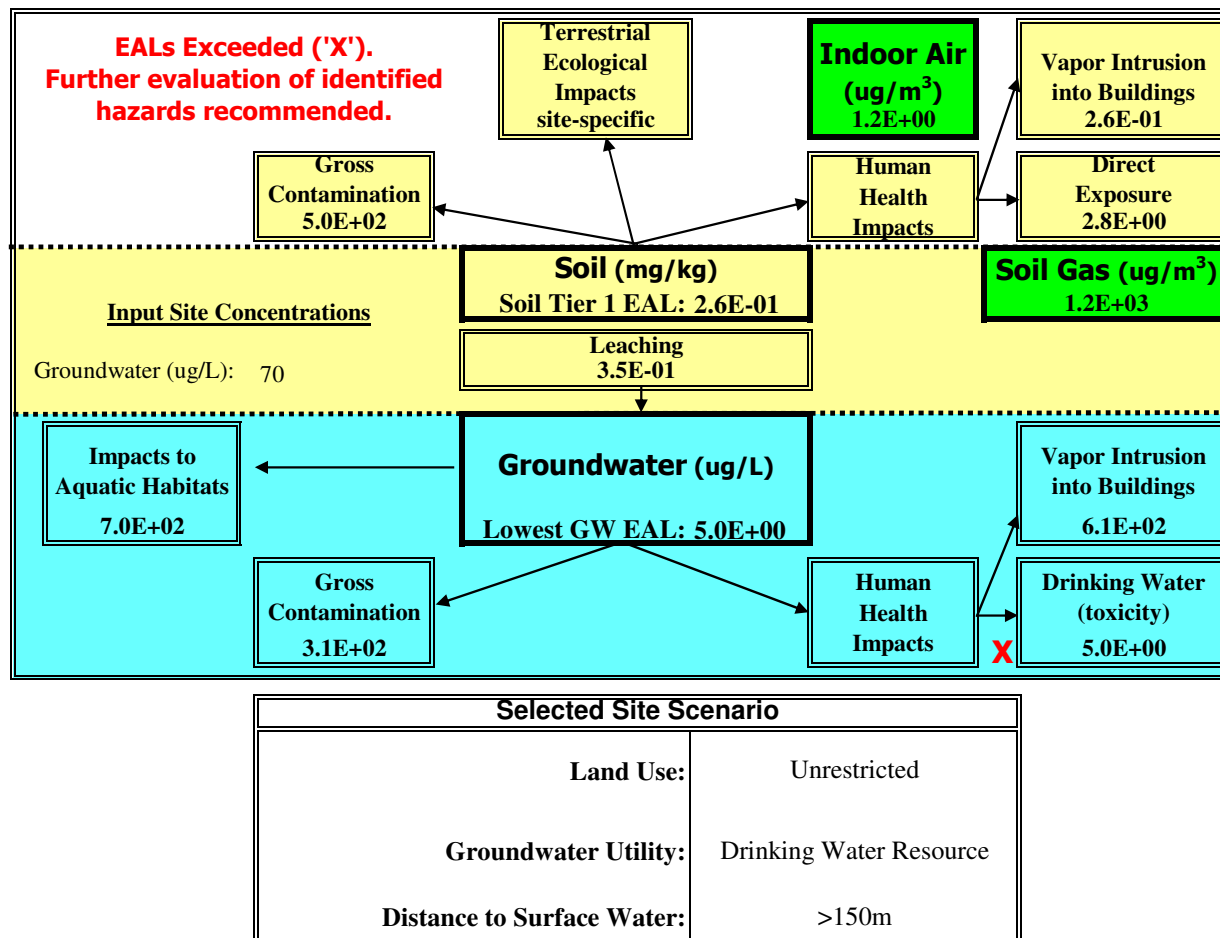 EALs Exceeded ('X').
Further evaluation of identified
hazards recommended.
Terrestrial
Ecological
Impacts
site-specific
Indoor Air
(ug/m³)
1.2E+00
Vapor Intrusion
into Buildings
2.6E-01
Gross
Contamination
5.0E+02
Human
Health
Impacts
Direct
Exposure
2.8E+00
Soil (mg/kg)
Soil Tier 1 EAL: 2.6E-01
Soil Gas (ug/m³)
1.2E+03
Input Site Concentrations
Groundwater (ug/L): 70
Leaching
3.5E-01
Impacts to
Aquatic Habitats
7.0E+02
Groundwater (ug/L)
Lowest GW EAL: 5.0E+00
Vapor Intrusion
into Buildings
6.1E+02
Gross
Contamination
3.1E+02
Human
Health
Impacts
X
Drinking Water
(toxicity)
5.0E+00
Selected Site Scenario
Land Use: Unrestricted
Groundwater Utility: Drinking Water Resource
Distance to Surface Water: >150m